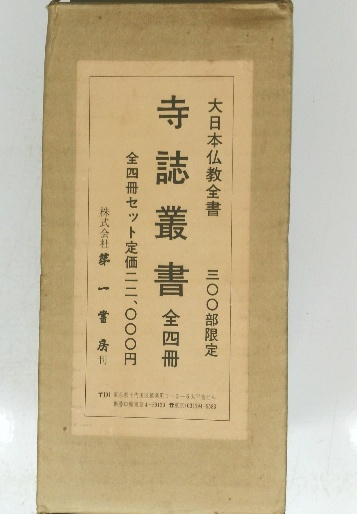 大日本仏教全書 三〇〇部限定
寺誌叢書 全四冊
全四冊セット定価二二、〇〇〇円
株式会社 第一書房 刊